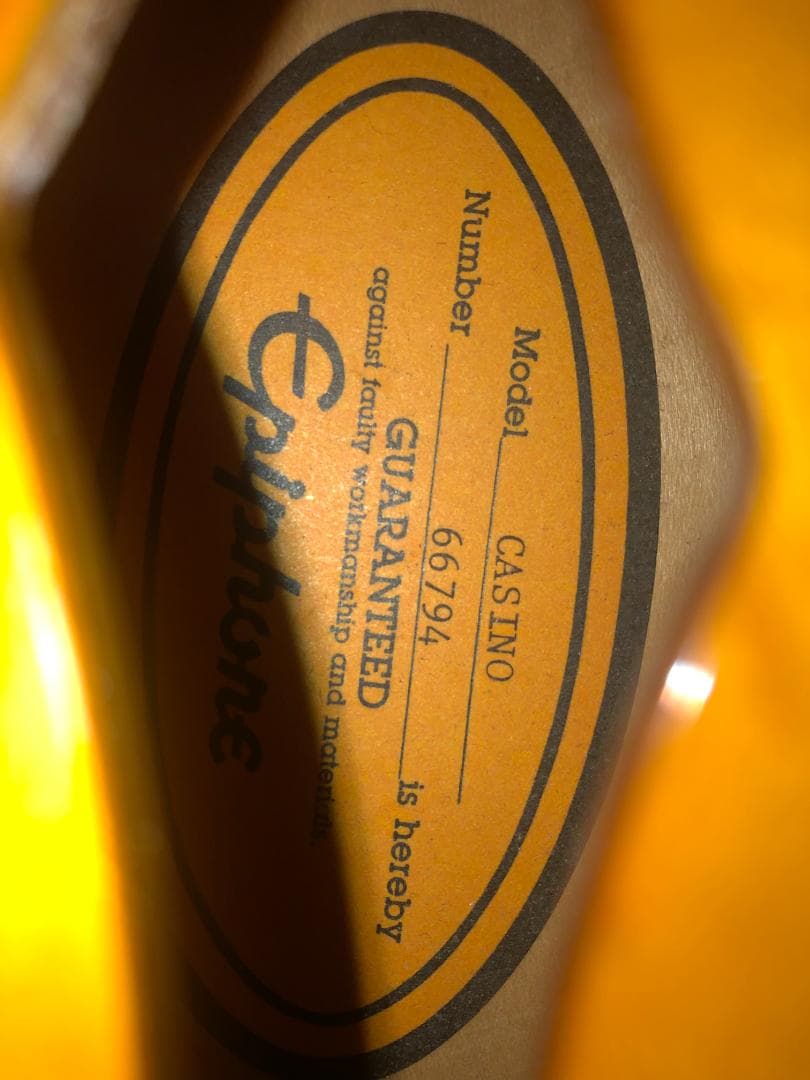 Model CASINO
Number 66794 is hereby
GUARANTEED
against faulty workmanship and materials.
Epiphone